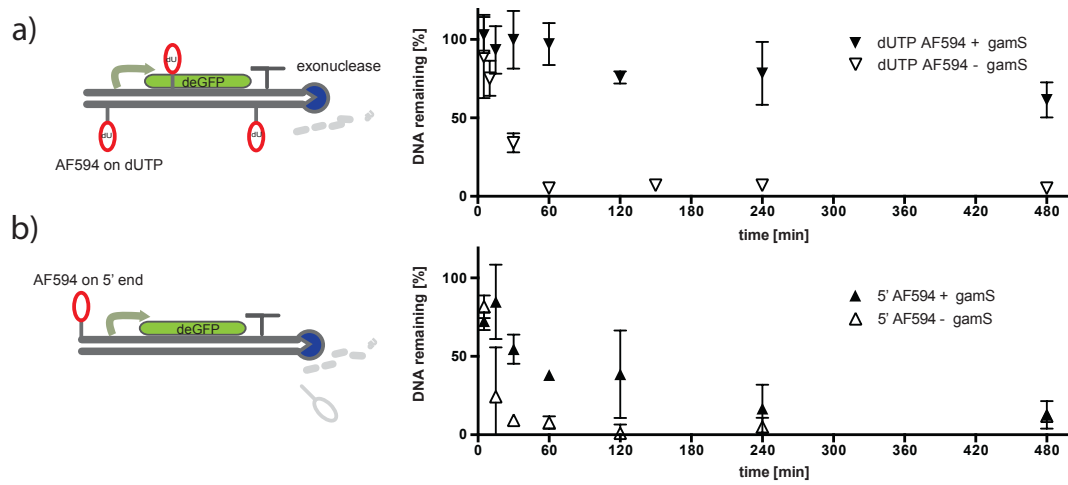 a)
dU
deGFP
exonuclease
dU
dU
AF594 on dUTP
DNA remaining [%]
100
50
0
0 60 120 180 240 300 360 420 480
time [min]
dUTP AF594 + gamS
dUTP AF594 - gamS
b)
AF594 on 5' end
deGFP
DNA remaining [%]
100
50
0
0 60 120 180 240 300 360 420 480
time [min]
5' AF594 + gamS
5' AF594 - gamS